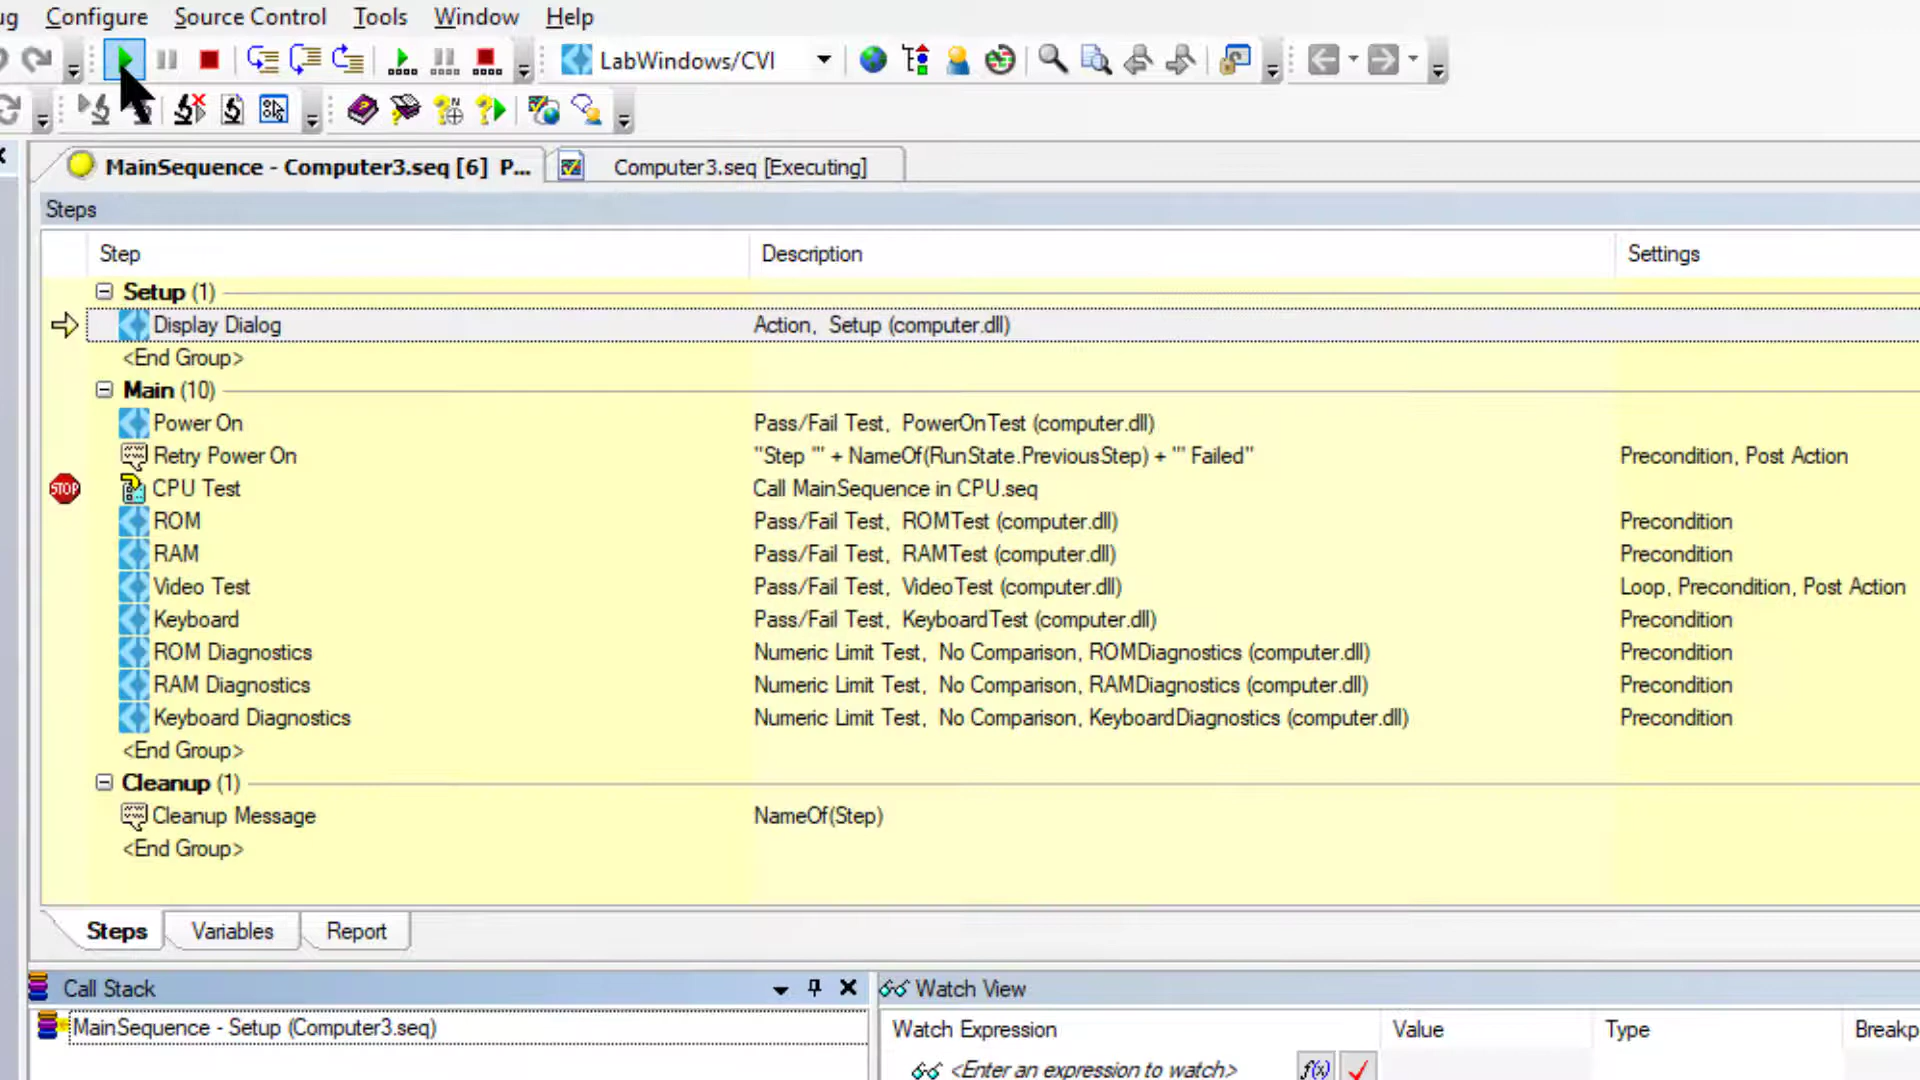 ug Configure Source Control Tools Window Help
LabWindows/CVI
MainSequence - Computer3.seq [6] P... Computer3.seq [Executing]
Steps
Step Description Settings
Setup (1)
Display Dialog Action, Setup (computer.dll)
<End Group>
Main (10)
Power On Pass/Fail Test, PowerOnTest (computer.dll)
Retry Power On "Step '" + NameOf(RunState.PreviousStep) + "' Failed" Precondition, Post Action
STOP CPU Test Call MainSequence in CPU.seq
ROM Pass/Fail Test, ROMTest (computer.dll) Precondition
RAM Pass/Fail Test, RAMTest (computer.dll) Precondition
Video Test Pass/Fail Test, VideoTest (computer.dll) Loop, Precondition, Post Action
Keyboard Pass/Fail Test, KeyboardTest (computer.dll) Precondition
ROM Diagnostics Numeric Limit Test, No Comparison, ROMDiagnostics (computer.dll) Precondition
RAM Diagnostics Numeric Limit Test, No Comparison, RAMDiagnostics (computer.dll) Precondition
Keyboard Diagnostics Numeric Limit Test, No Comparison, KeyboardDiagnostics (computer.dll) Precondition
<End Group>
Cleanup (1)
Cleanup Message NameOf(Step)
<End Group>
Steps Variables Report
Call Stack Watch View
MainSequence - Setup (Computer3.seq) Watch Expression Value Type Breakp
<Enter an expression to watch> f(x)